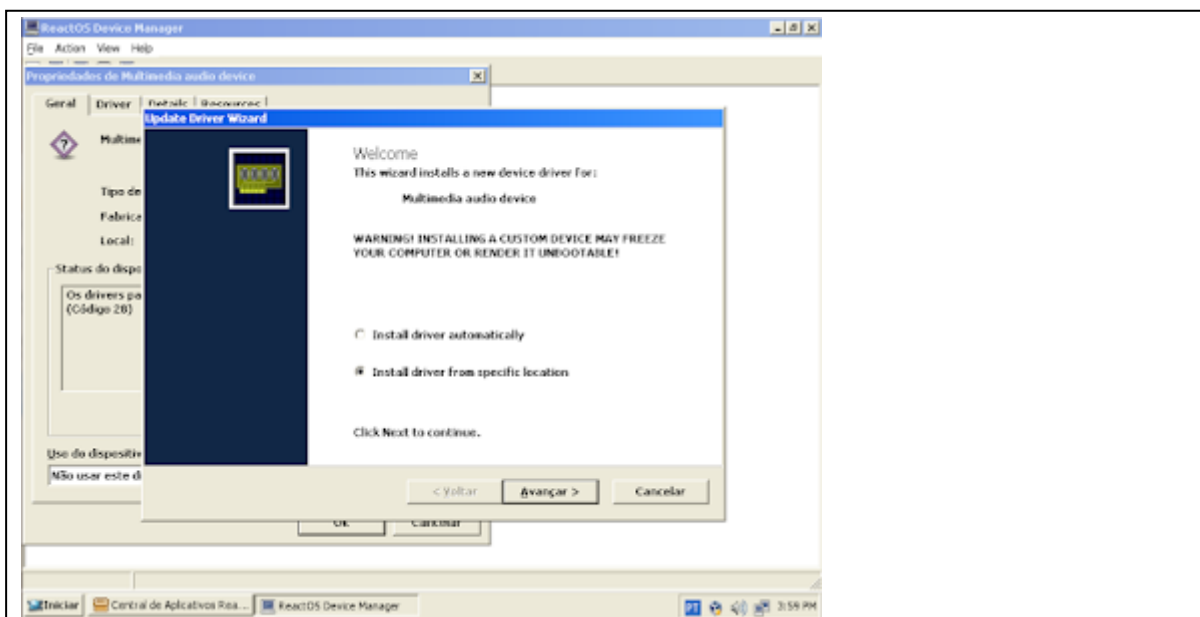 ReactOS Device Manager
File Action View Help
Propriedades de Multimedia audio device
Geral Driver Details Resources
Update Driver Wizard
Multime
Welcome
This wizard installs a new device driver for:
Multimedia audio device
Tipo de
Fabrica
Local:
WARNING! INSTALLING A CUSTOM DEVICE MAY FREEZE
YOUR COMPUTER OR RENDER IT UNBOOTABLE!
Status do dispo
Os drivers pa
(Código 28)
Install driver automatically
Install driver from specific location
Click Next to continue.
Uso do dispositiv
Não usar este d
< Voltar Avançar > Cancelar
OK Cancelar
Iniciar Central de Aplicativos Rea... ReactOS Device Manager PT 3:59 PM